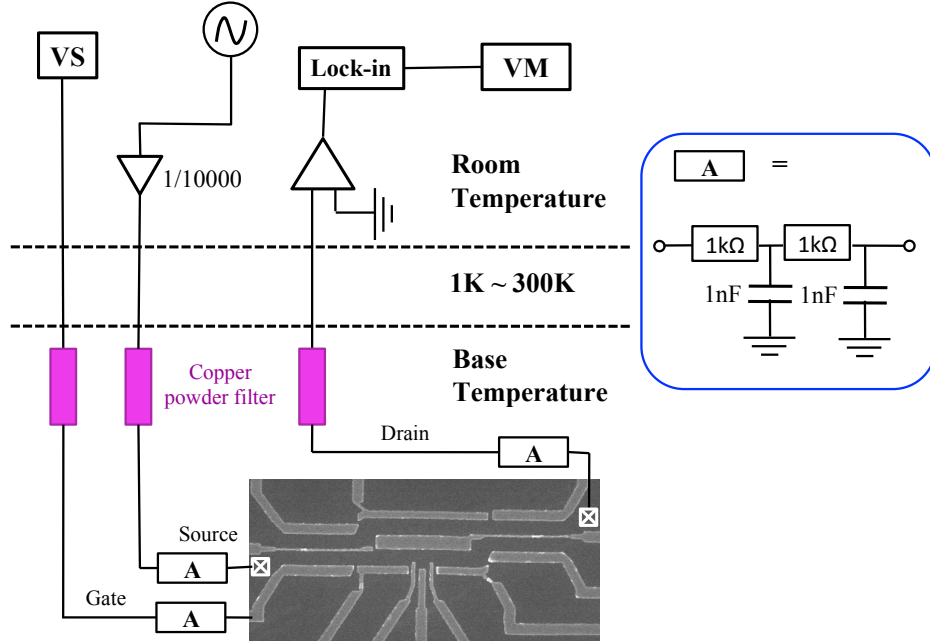 VS
Lock-in
VM
1/10000
Room
Temperature
A
=
1kΩ
1kΩ
1nF
1nF
1K ~ 300K
Copper
powder filter
Base
Temperature
Drain
A
Source
A
Gate
A